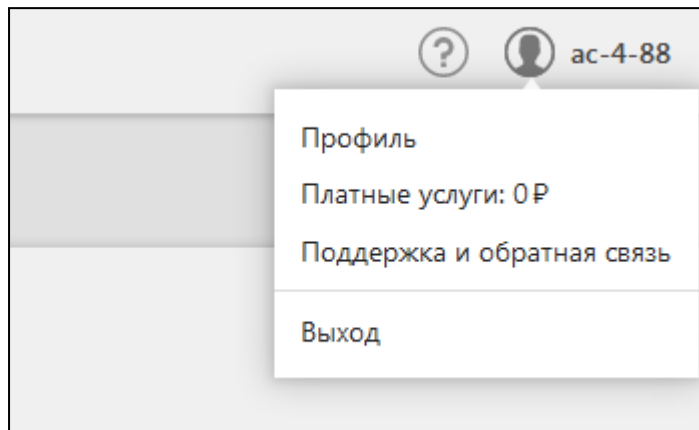 ? ac-4-88
Профиль
Платные услуги: 0 ₽
Поддержка и обратная связь
Выход